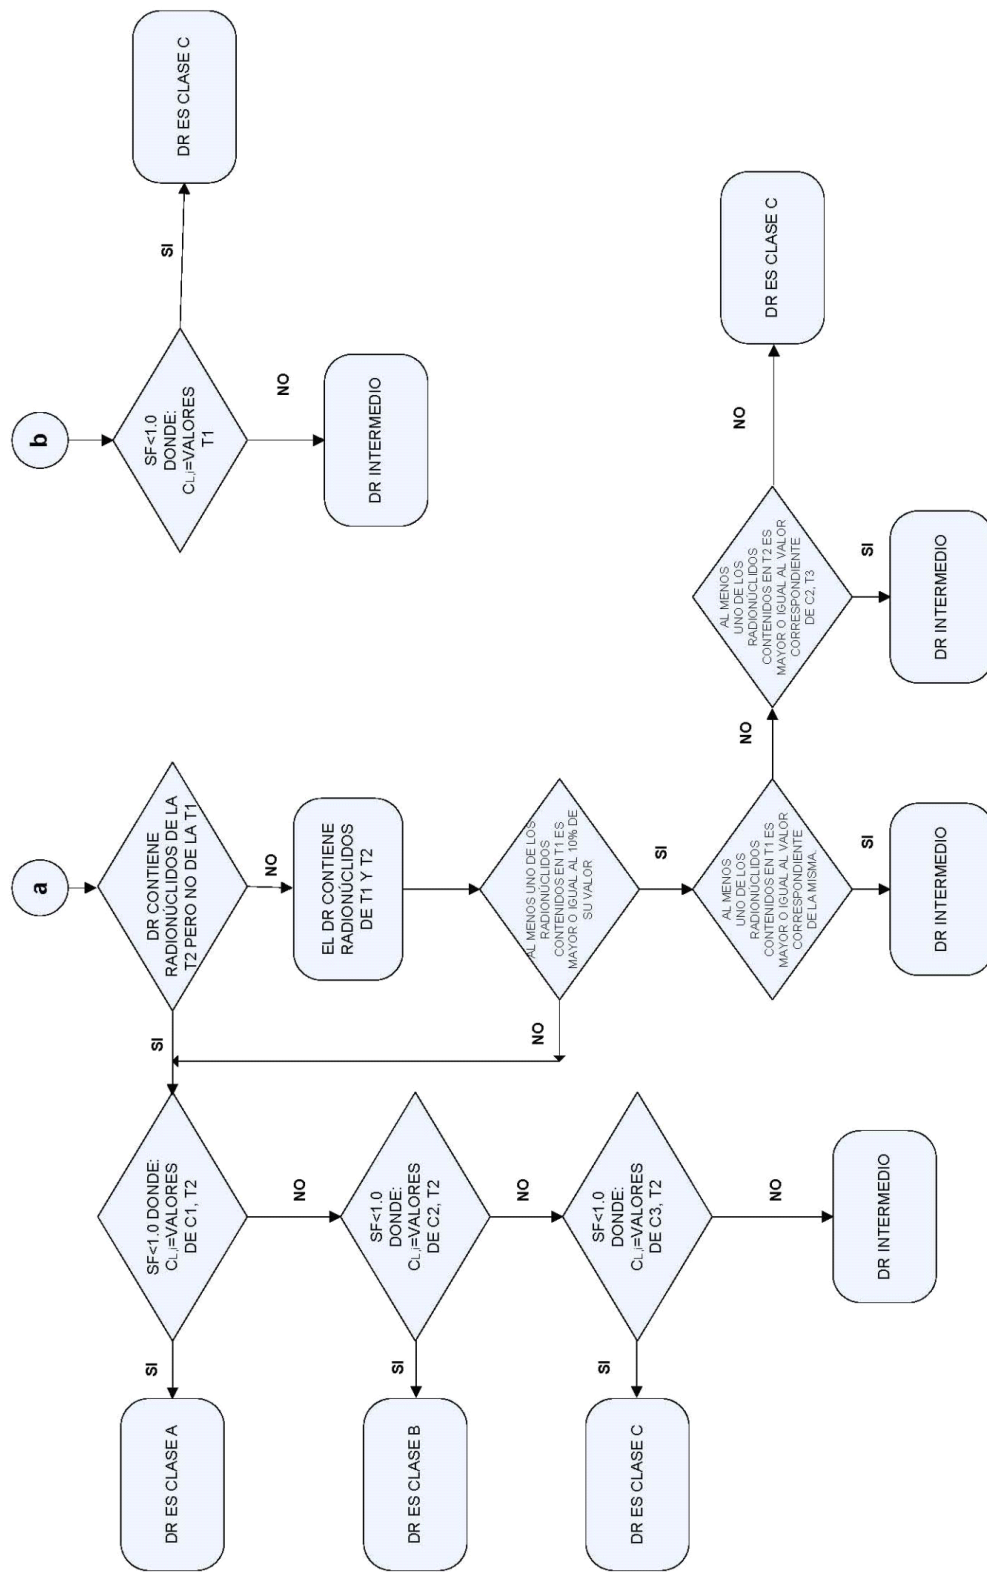 a
DR CONTIENE
RADIONÚCLIDOS DE LA
T2 PERO NO DE LA T1
SI
NO
SF<1.0 DONDE:
CL,i=VALORES
DE C1, T2
SI
DR ES CLASE A
NO
SF<1.0
DONDE:
CL,i=VALORES
DE C2, T2
SI
DR ES CLASE B
NO
SF<1.0
DONDE:
CL,i=VALORES
DE C3, T2
SI
DR ES CLASE C
NO
DR INTERMEDIO
EL DR CONTIENE
RADIONÚCLIDOS
DE T1 Y T2
AL MENOS UNO DE LOS
RADIONÚCLIDOS
CONTENIDOS EN T1 ES
MAYOR O IGUAL AL 10% DE
SU VALOR
NO
SI
AL MENOS
UNO DE LOS
RADIONÚCLIDOS
CONTENIDOS EN T1 ES
MAYOR O IGUAL AL VALOR
CORRESPONDIENTE
DE LA MISMA.
SI
DR INTERMEDIO
NO
AL MENOS
UNO DE LOS
RADIONÚCLIDOS
CONTENIDOS EN T2 ES
MAYOR O IGUAL AL VALOR
CORRESPONDIENTE
DE C2, T3
SI
DR INTERMEDIO
NO
DR ES CLASE C
b
SF<1.0
DONDE:
CL,i=VALORES
T1
SI
DR ES CLASE C
NO
DR INTERMEDIO